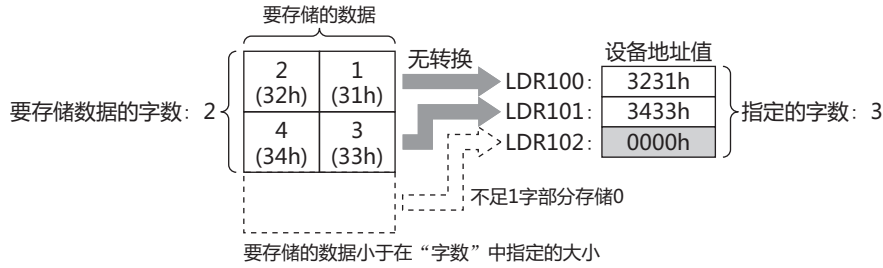 要存储的数据
要存储数据的字数：2
2
(32h)
1
(31h)
4
(34h)
3
(33h)
无转换
设备地址值
LDR100：
3231h
LDR101：
3433h
LDR102：
0000h
指定的字数：3
不足1字部分存储0
要存储的数据小于在“字数”中指定的大小